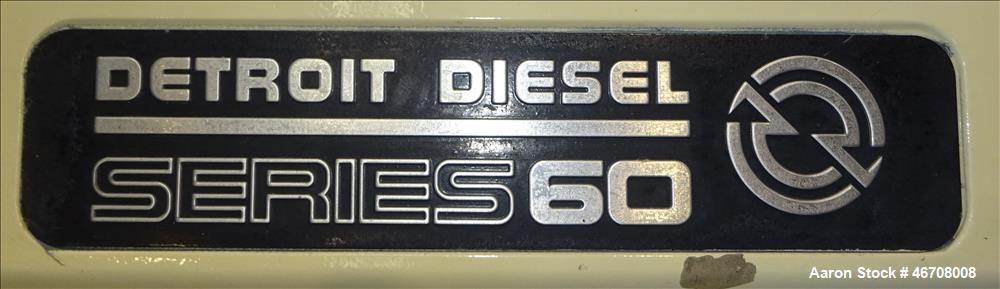 DETROIT DIESEL
SERIES 60
Aaron Stock # 46708008